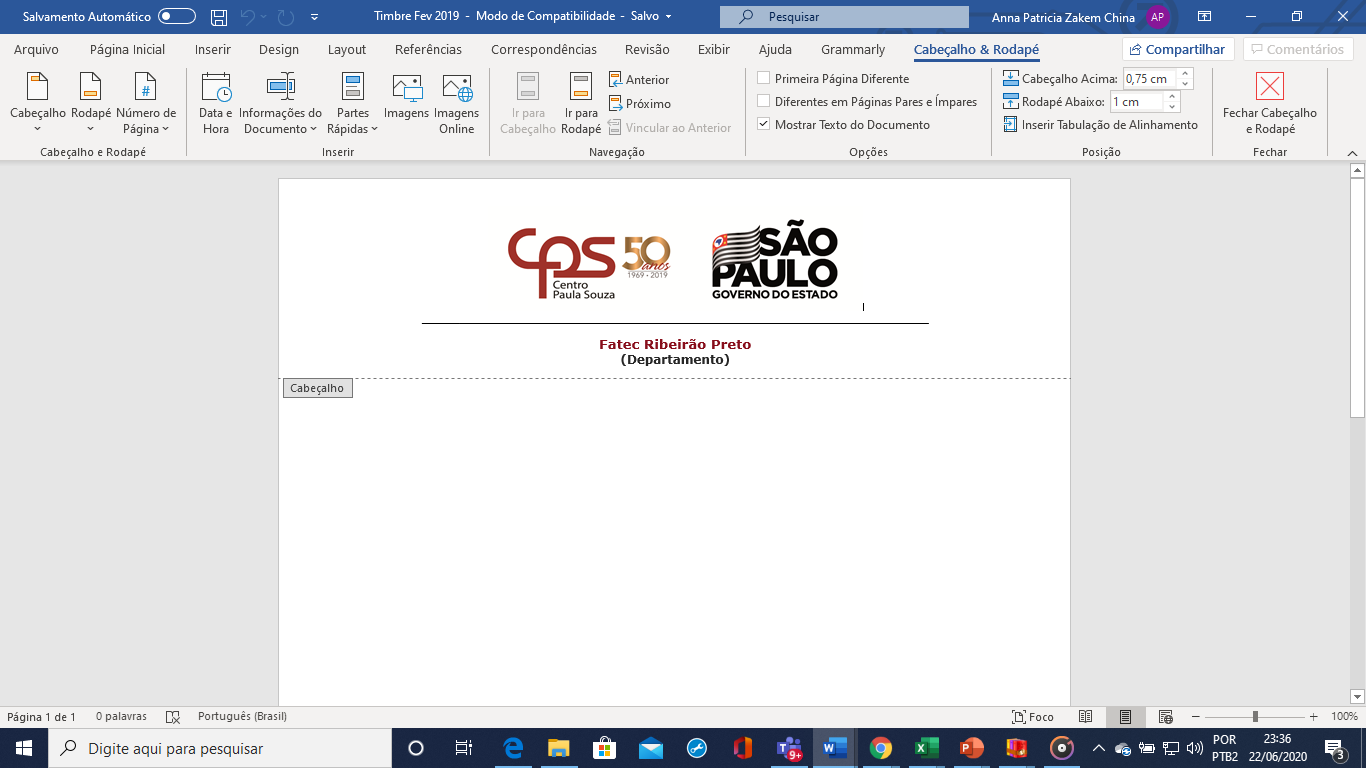 Salvamento Automático
Timbre Fev 2019 - Modo de Compatibilidade - Salvo
Pesquisar
Anna Patricia Zakem China
AP
Arquivo Página Inicial Inserir Design Layout Referências Correspondências Revisão Exibir Ajuda Grammarly Cabeçalho & Rodapé
Compartilhar
Comentários
Cabeçalho
Rodapé
Número de
Página
Cabeçalho e Rodapé
Data e
Hora
Informações do
Documento
Partes
Rápidas
Imagens
Imagens
Online
Inserir
Ir para
Cabeçalho
Ir para
Rodapé
Anterior
Próximo
Vincular ao Anterior
Navegação
Primeira Página Diferente
Diferentes em Páginas Pares e Ímpares
Mostrar Texto do Documento
Opções
Cabeçalho Acima: 0,75 cm
Rodapé Abaixo: 1 cm
Inserir Tabulação de Alinhamento
Posição
Fechar Cabeçalho
e Rodapé
Fechar
cps 50
anos
1969 • 2019
Centro
Paula Souza
SÃO
PAULO
GOVERNO DO ESTADO
Fatec Ribeirão Preto
(Departamento)
Cabeçalho
Página 1 de 1 0 palavras Português (Brasil)
Foco
100%
Digite aqui para pesquisar
9+
POR
PTB2
23:36
22/06/2020
3